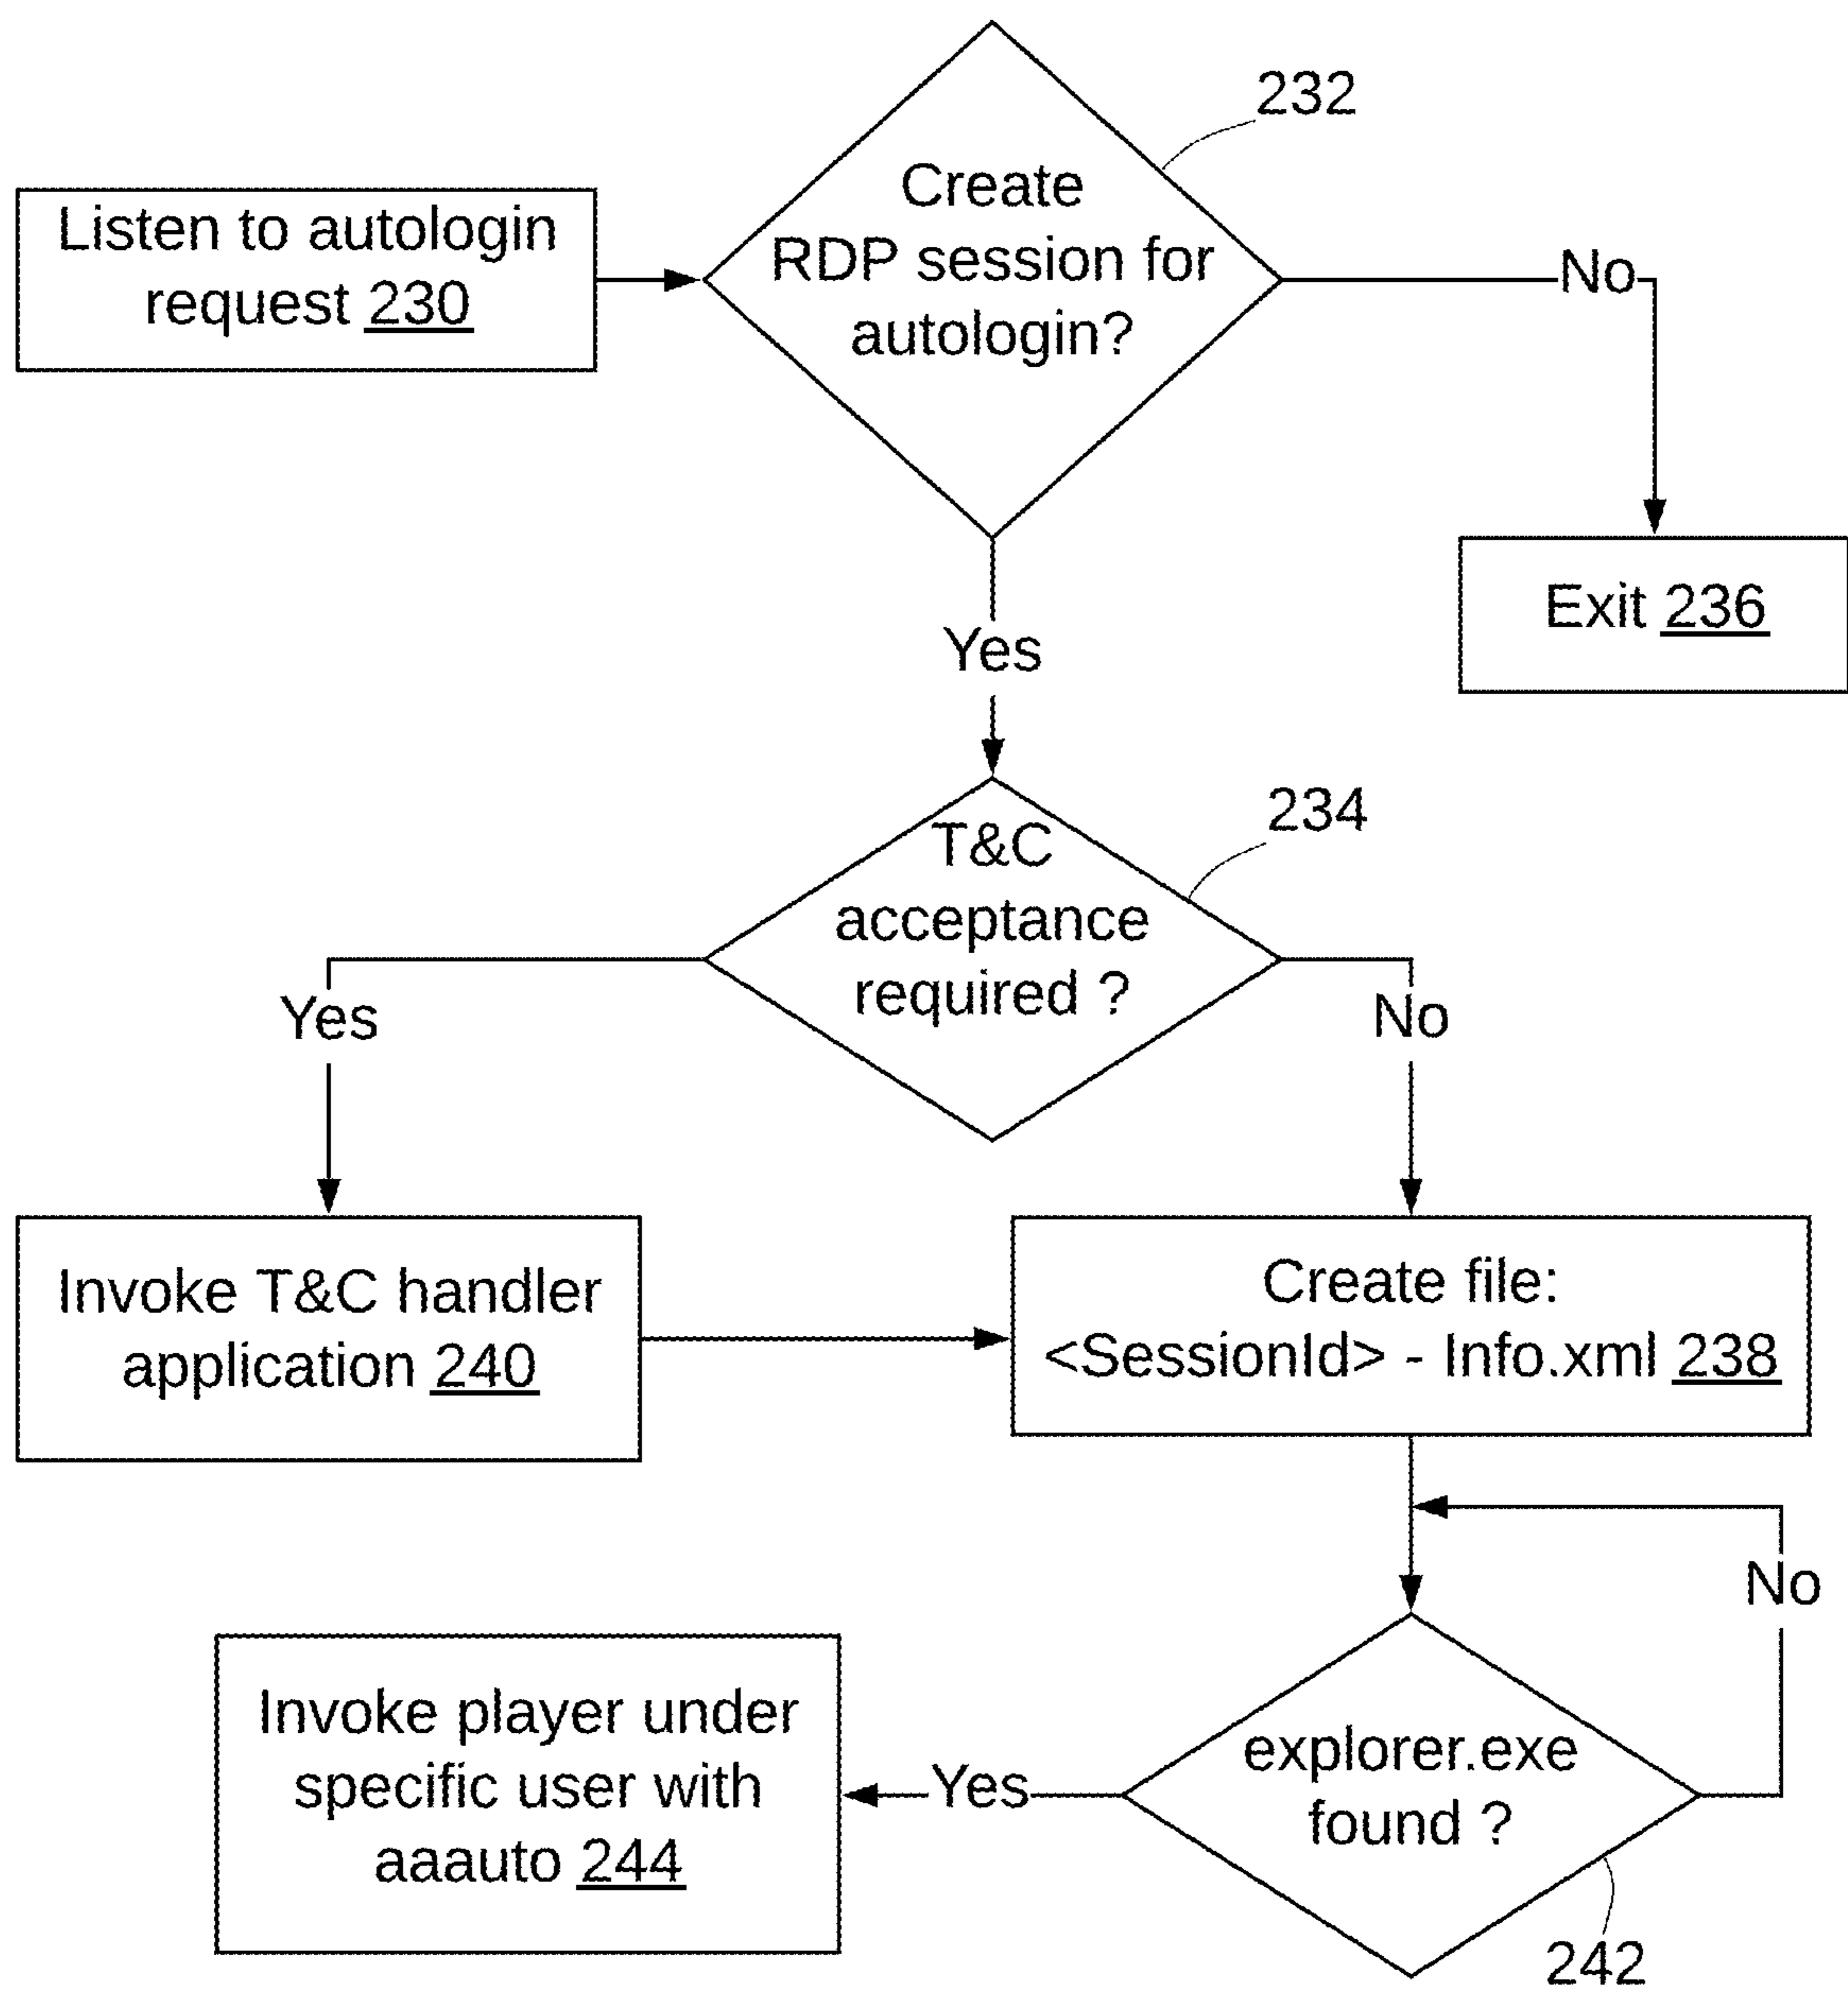 232
Create
RDP session for
autologin?
Listen to autologin
request 230
No
Exit 236
Yes
234
T&C
acceptance
required ?
Yes
No
Invoke T&C handler
application 240
Create file:
<SessionId> - Info.xml 238
No
explorer.exe
found ?
Yes
Invoke player under
specific user with
aaauto 244
242